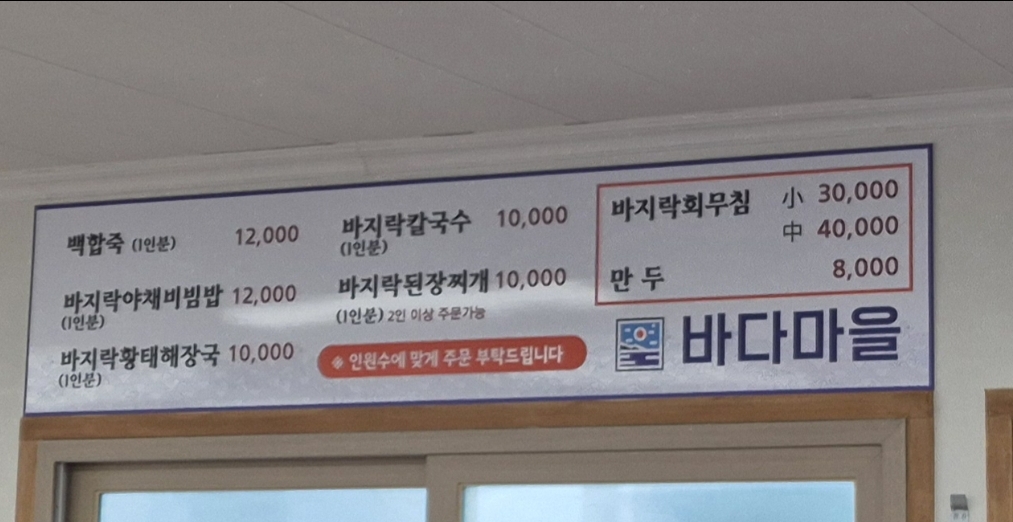 백합죽 (1인분) 12,000
바지락야채비빔밥 12,000
(1인분)
바지락황태해장국 10,000
(1인분)
바지락칼국수 10,000
(1인분)
바지락된장찌개 10,000
(1인분) 2인 이상 주문가능
※ 인원수에 맞게 주문 부탁드립니다
바지락회무침 小 30,000
中 40,000
만두 8,000
바다마을